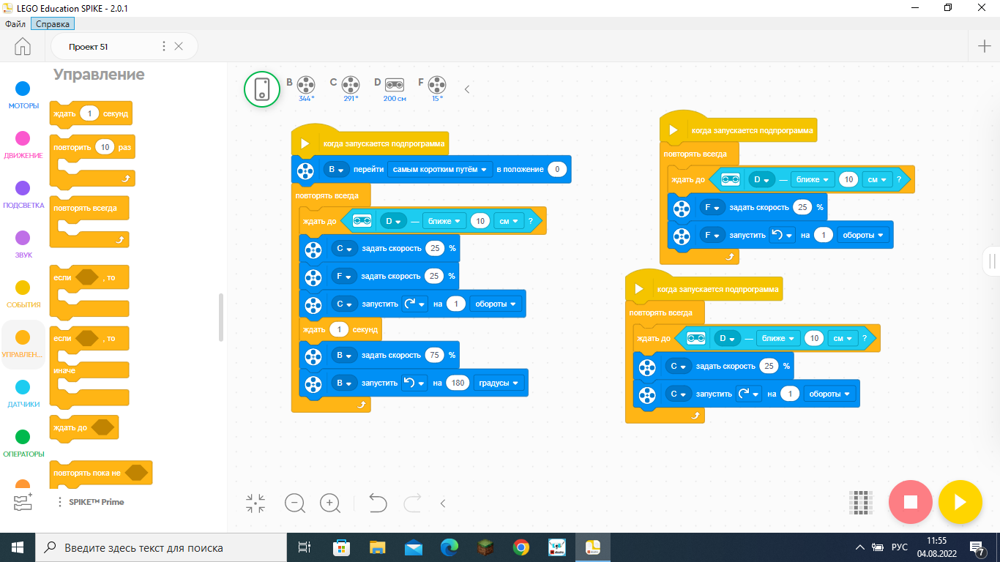 LEGO Education SPIKE - 2.0.1
Файл Справка
Проект 51
Управление
МОТОРЫ
ДВИЖЕНИЕ
ПОДСВЕТКА
ЗВУК
СОБЫТИЯ
УПРАВЛЕН...
ДАТЧИКИ
ОПЕРАТОРЫ
ждать 1 секунд
повторить 10 раз
повторять всегда
если , то
если , то
иначе
ждать до
повторять пока не
SPIKE™ Prime
B 344° C 291° D 200 см F 15°
когда запускается подпрограмма
B перейти самым коротким путём в положение 0
повторять всегда
ждать до D — ближе 10 см ?
C задать скорость 25 %
F задать скорость 25 %
C запустить на 1 обороты
ждать 1 секунд
B задать скорость 75 %
B запустить на 180 градусы
когда запускается подпрограмма
повторять всегда
ждать до D — ближе 10 см ?
F задать скорость 25 %
F запустить на 1 обороты
когда запускается подпрограмма
повторять всегда
ждать до D — ближе 10 см ?
C задать скорость 25 %
C запустить на 1 обороты
Введите здесь текст для поиска
РУС
11:55
04.08.2022
7